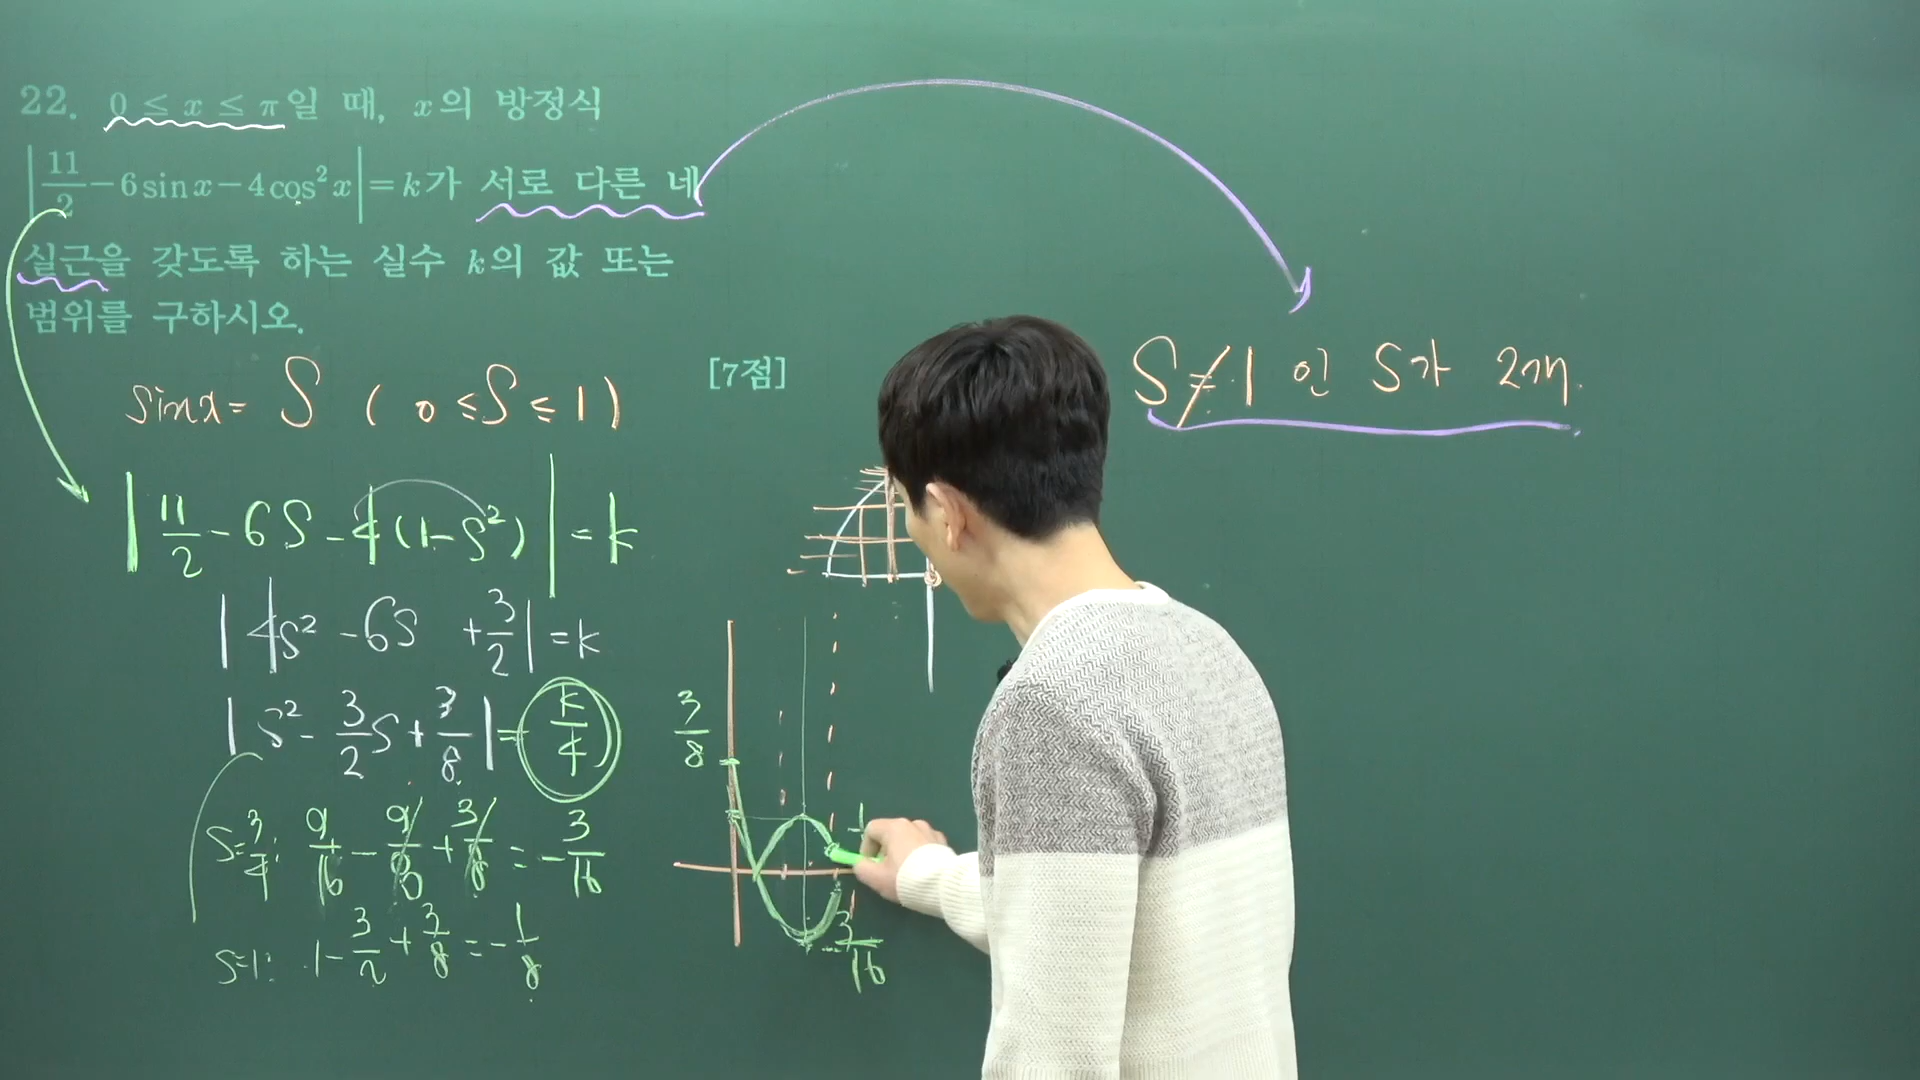 22. 0 ≤ x ≤ π일 때, x의 방정식
|11/2 − 6sinx − 4cos²x| = k가 서로 다른 네
실근을 갖도록 하는 실수 k의 값 또는
범위를 구하시오.
[7점]
sinx = S ( 0 ≤ S ≤ 1 )
S ≠ 1 인 S가 2개.
|11/2 − 6S − 4(1−S²)| = k
|4S² − 6S + 3/2| = k
|S² − 3/2 S + 3/8| = k/4
S=3/4: 9/16 − 9/8 + 3/8 = −3/16
S=1: 1 − 3/2 + 3/8 = −1/8
3/8
−3/16